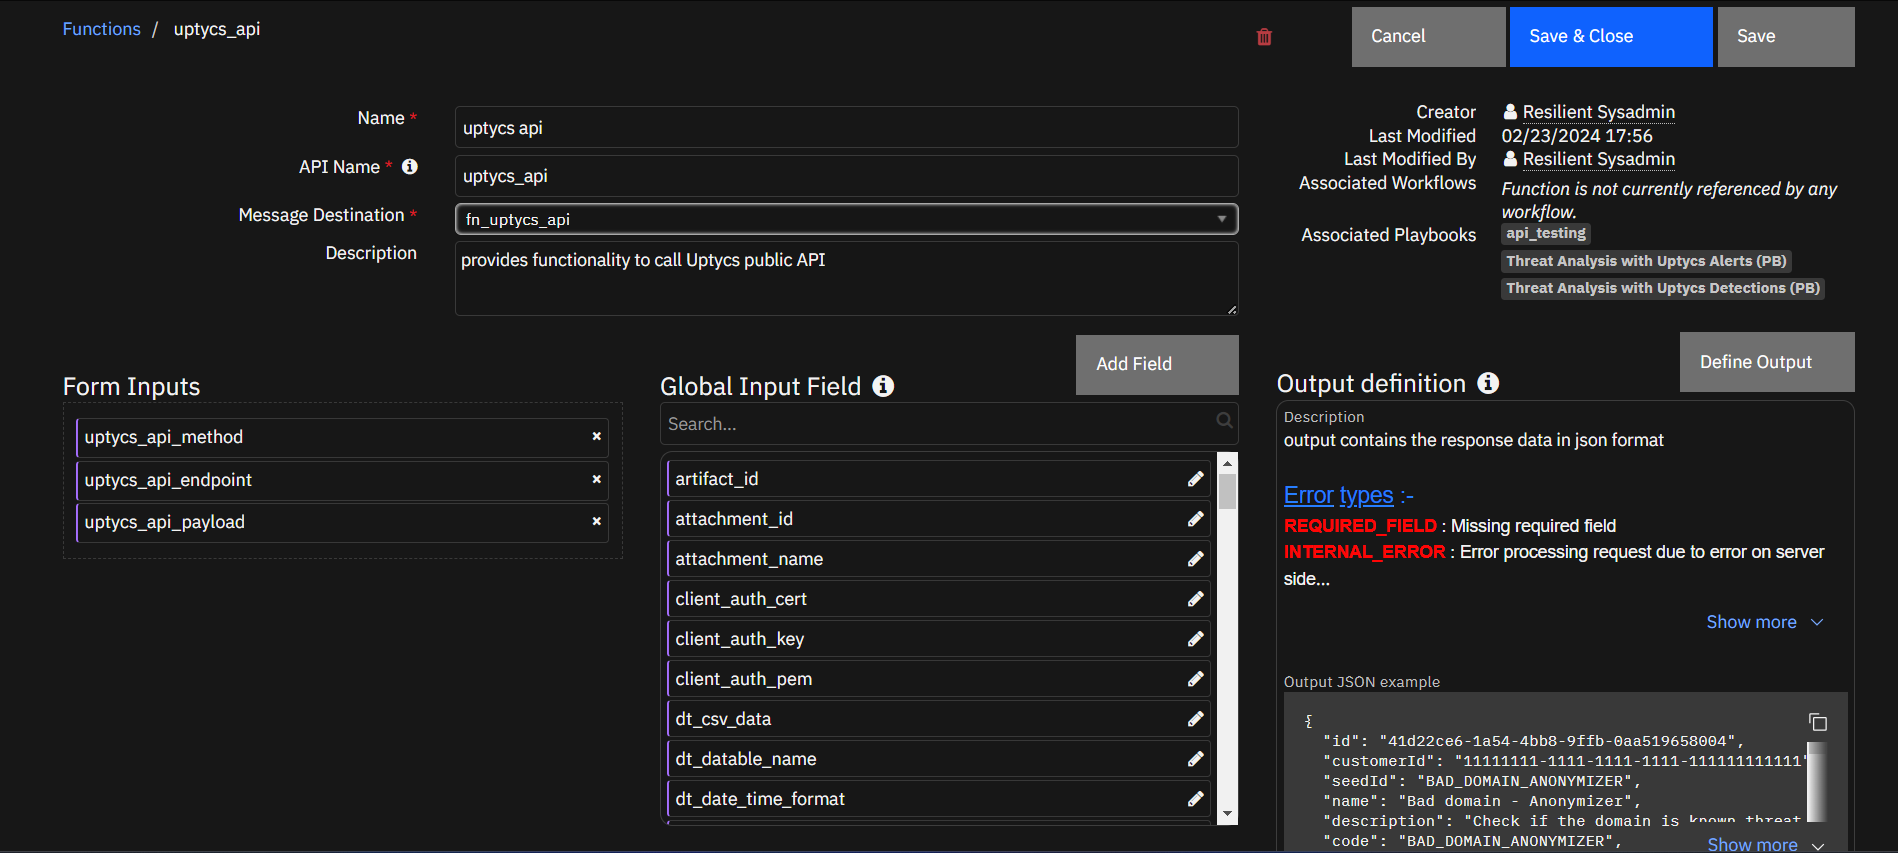 Functions / uptycs_api
Cancel
Save & Close
Save
Name *
uptycs api
API Name *
uptycs_api
Message Destination *
fn_uptycs_api
Description
provides functionality to call Uptycs public API
Creator
Resilient Sysadmin
Last Modified
02/23/2024 17:56
Last Modified By
Resilient Sysadmin
Associated Workflows
Function is not currently referenced by any
workflow.
Associated Playbooks
api_testing
Threat Analysis with Uptycs Alerts (PB)
Threat Analysis with Uptycs Detections (PB)
Form Inputs
uptycs_api_method
uptycs_api_endpoint
uptycs_api_payload
Global Input Field
Add Field
Search...
artifact_id
attachment_id
attachment_name
client_auth_cert
client_auth_key
client_auth_pem
dt_csv_data
dt_datable_name
dt_date_time_format
Output definition
Define Output
Description
output contains the response data in json format
Error types :-
REQUIRED_FIELD : Missing required field
INTERNAL_ERROR : Error processing request due to error on server
side...
Show more
Output JSON example
{
"id": "41d22ce6-1a54-4bb8-9ffb-0aa519658004",
"customerId": "11111111-1111-1111-1111-111111111111"
"seedId": "BAD_DOMAIN_ANONYMIZER",
"name": "Bad domain - Anonymizer",
"description": "Check if the domain is known threat
"code": "BAD_DOMAIN_ANONYMIZER",
Show more